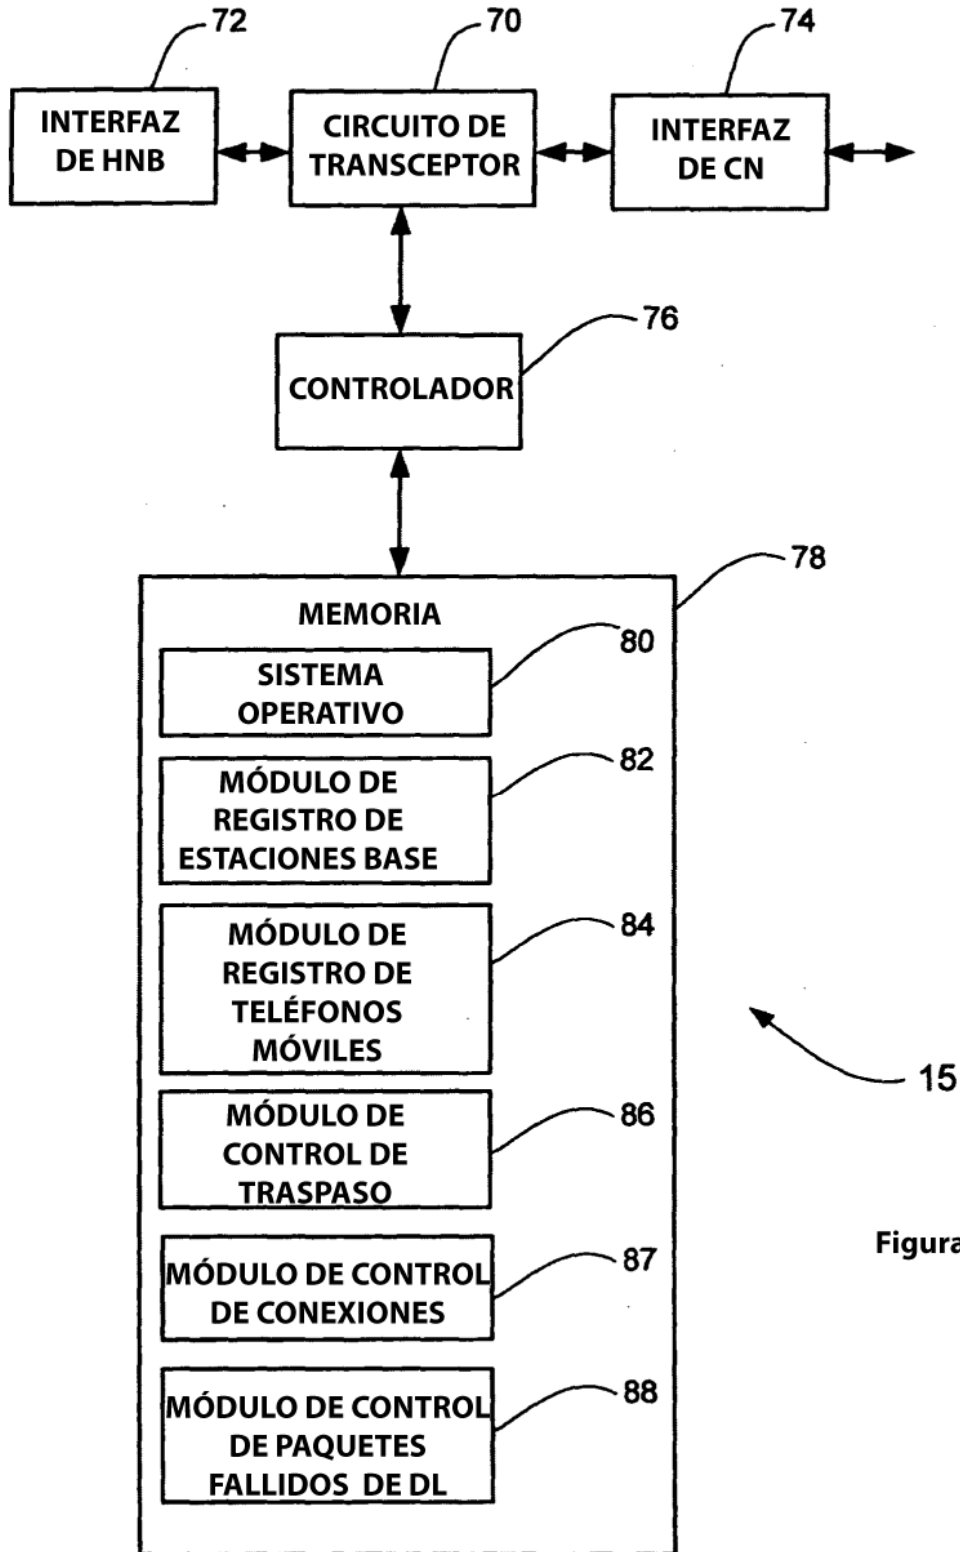 72
70
74
INTERFAZ
DE HNB
CIRCUITO DE
TRANSCEPTOR
INTERFAZ
DE CN
76
CONTROLADOR
78
MEMORIA
80
SISTEMA
OPERATIVO
82
MÓDULO DE
REGISTRO DE
ESTACIONES BASE
84
MÓDULO DE
REGISTRO DE
TELÉFONOS
MÓVILES
15
86
MÓDULO DE
CONTROL DE
TRASPASO
Figura
87
MÓDULO DE CONTROL
DE CONEXIONES
88
MÓDULO DE CONTROL
DE PAQUETES
FALLIDOS DE DL